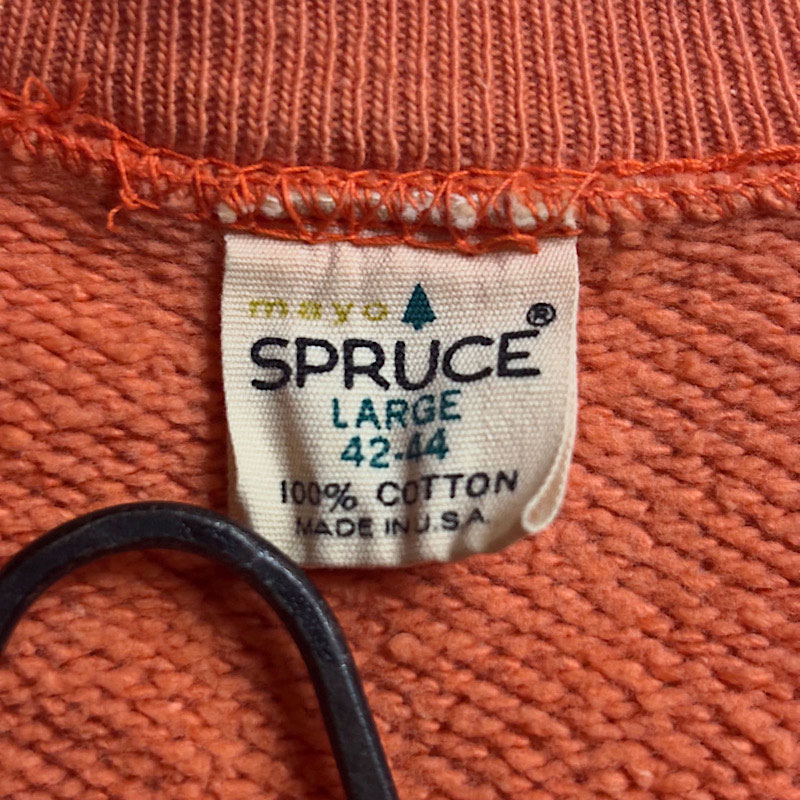 mayo
SPRUCE®
LARGE
42-44
100% COTTON
MADE IN U.S.A